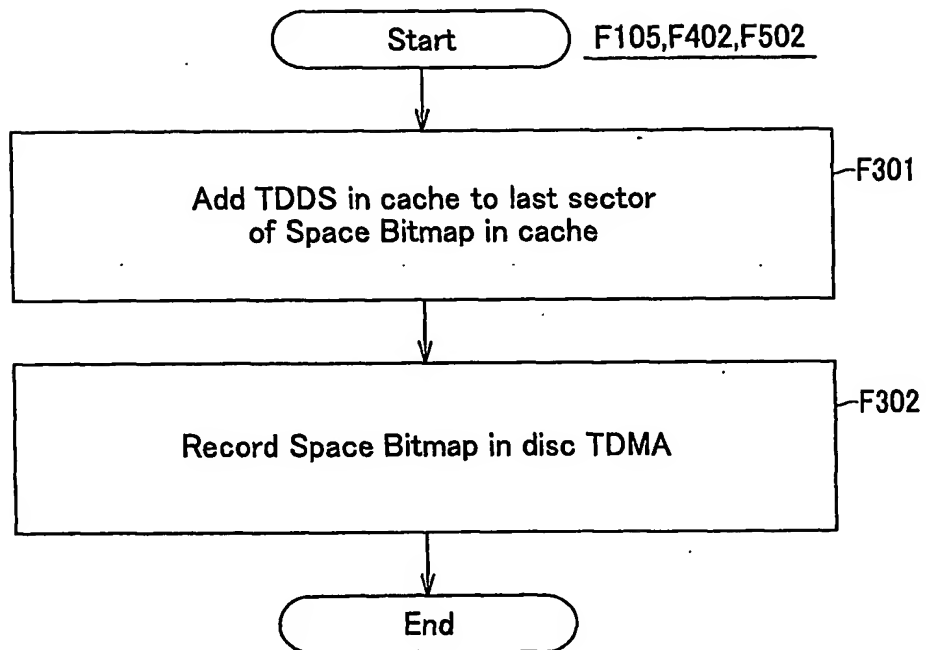 Start
F105,F402,F502
Add TDDS in cache to last sector
of Space Bitmap in cache
F301
Record Space Bitmap in disc TDMA
F302
End